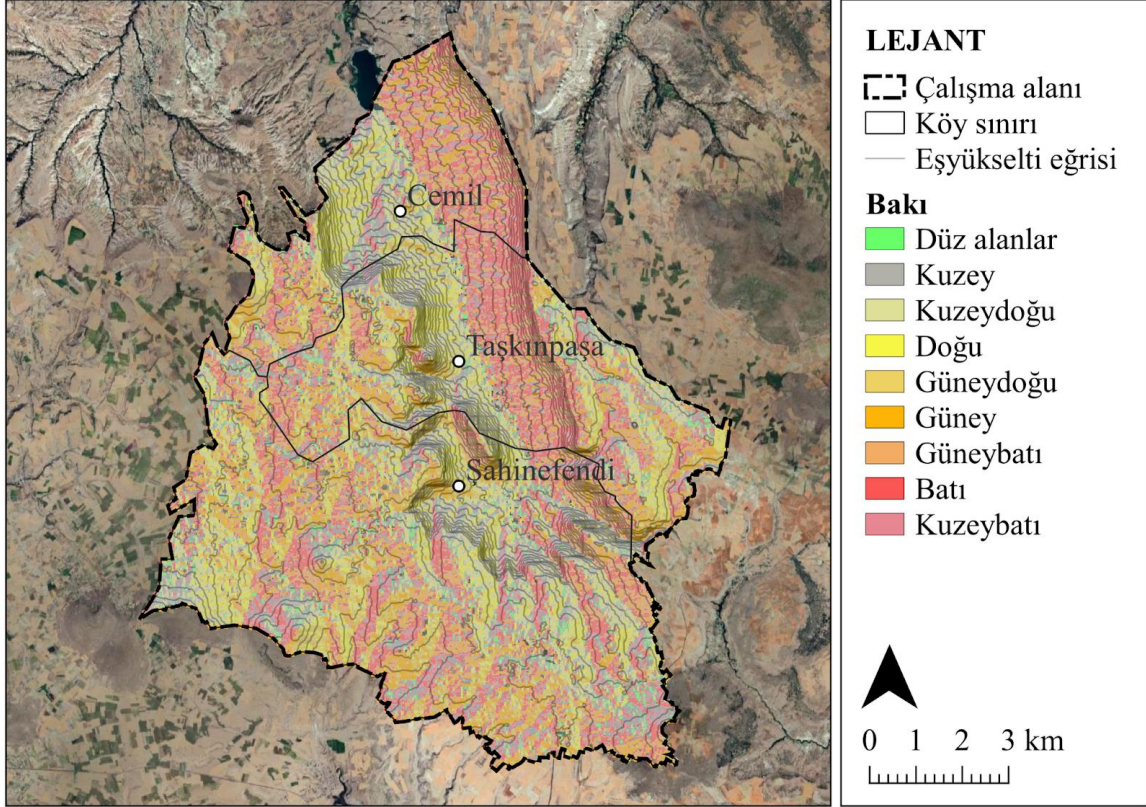 Cemil
Taşkınpaşa
Şahinefendi
LEJANT
Çalışma alanı
Köy sınırı
Eşyükselti eğrisi
Bakı
Düz alanlar
Kuzey
Kuzeydoğu
Doğu
Güneydoğu
Güney
Güneybatı
Batı
Kuzeybatı
0 1 2 3 km